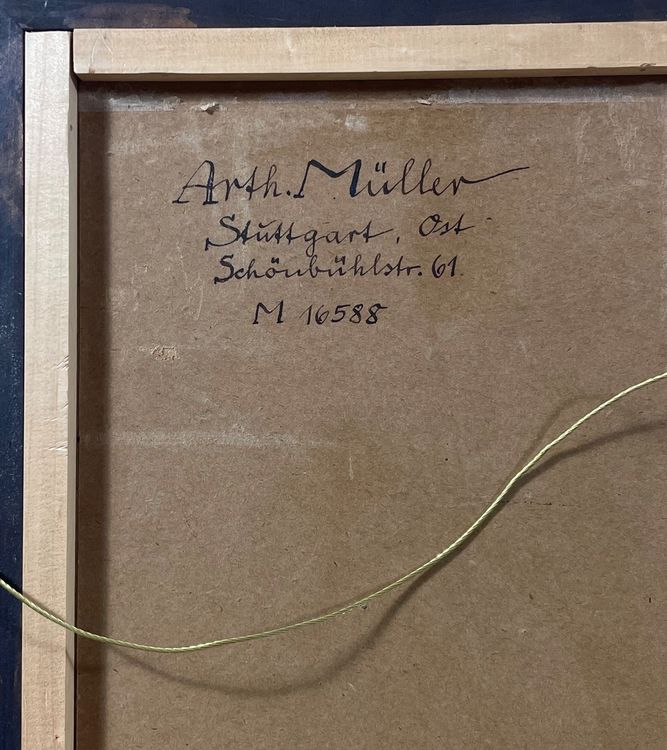 Arth. Müller
Stuttgart, Ost
Schönbühlstr. 61.
M 16588